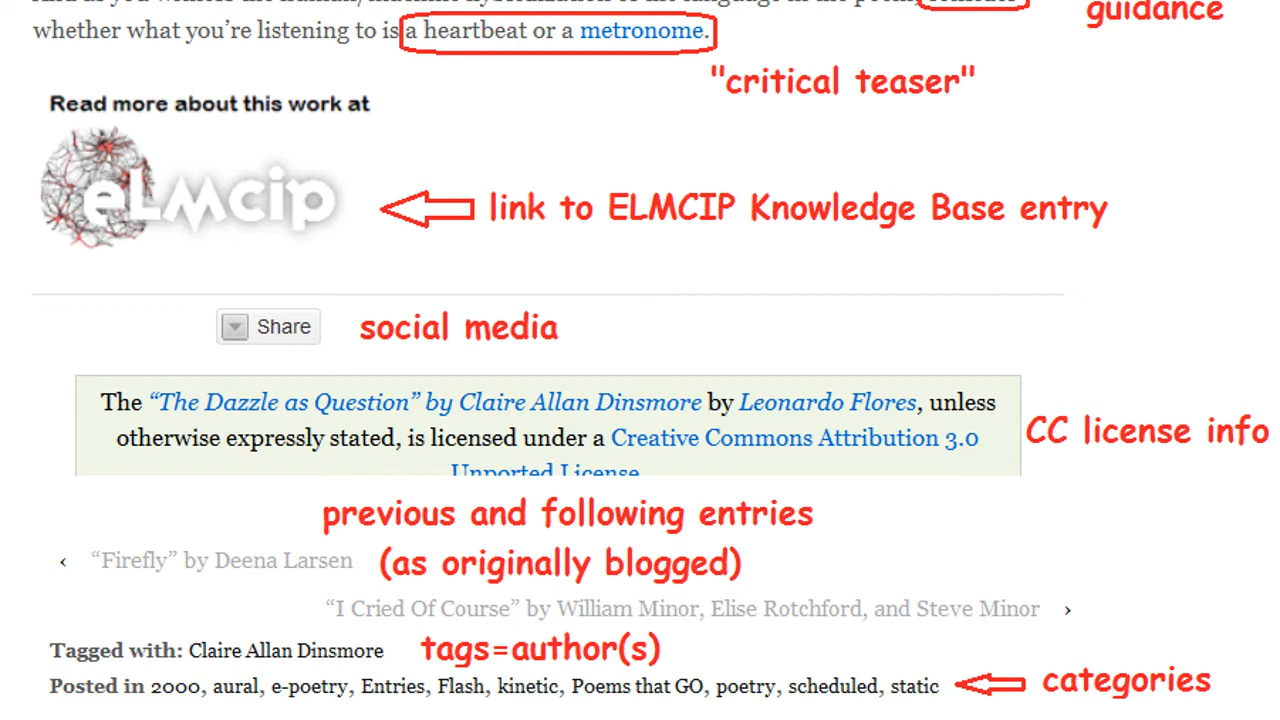 guidance
whether what you're listening to is a heartbeat or a metronome.
"critical teaser"
Read more about this work at
eLMcip
link to ELMCIP Knowledge Base entry
Share social media
The “The Dazzle as Question” by Claire Allan Dinsmore by Leonardo Flores, unless
otherwise expressly stated, is licensed under a Creative Commons Attribution 3.0
CC license info
Unported License
previous and following entries
‹ “Firefly” by Deena Larsen (as originally blogged)
“I Cried Of Course” by William Minor, Elise Rotchford, and Steve Minor ›
Tagged with: Claire Allan Dinsmore tags=author(s)
Posted in 2000, aural, e-poetry, Entries, Flash, kinetic, Poems that GO, poetry, scheduled, static categories